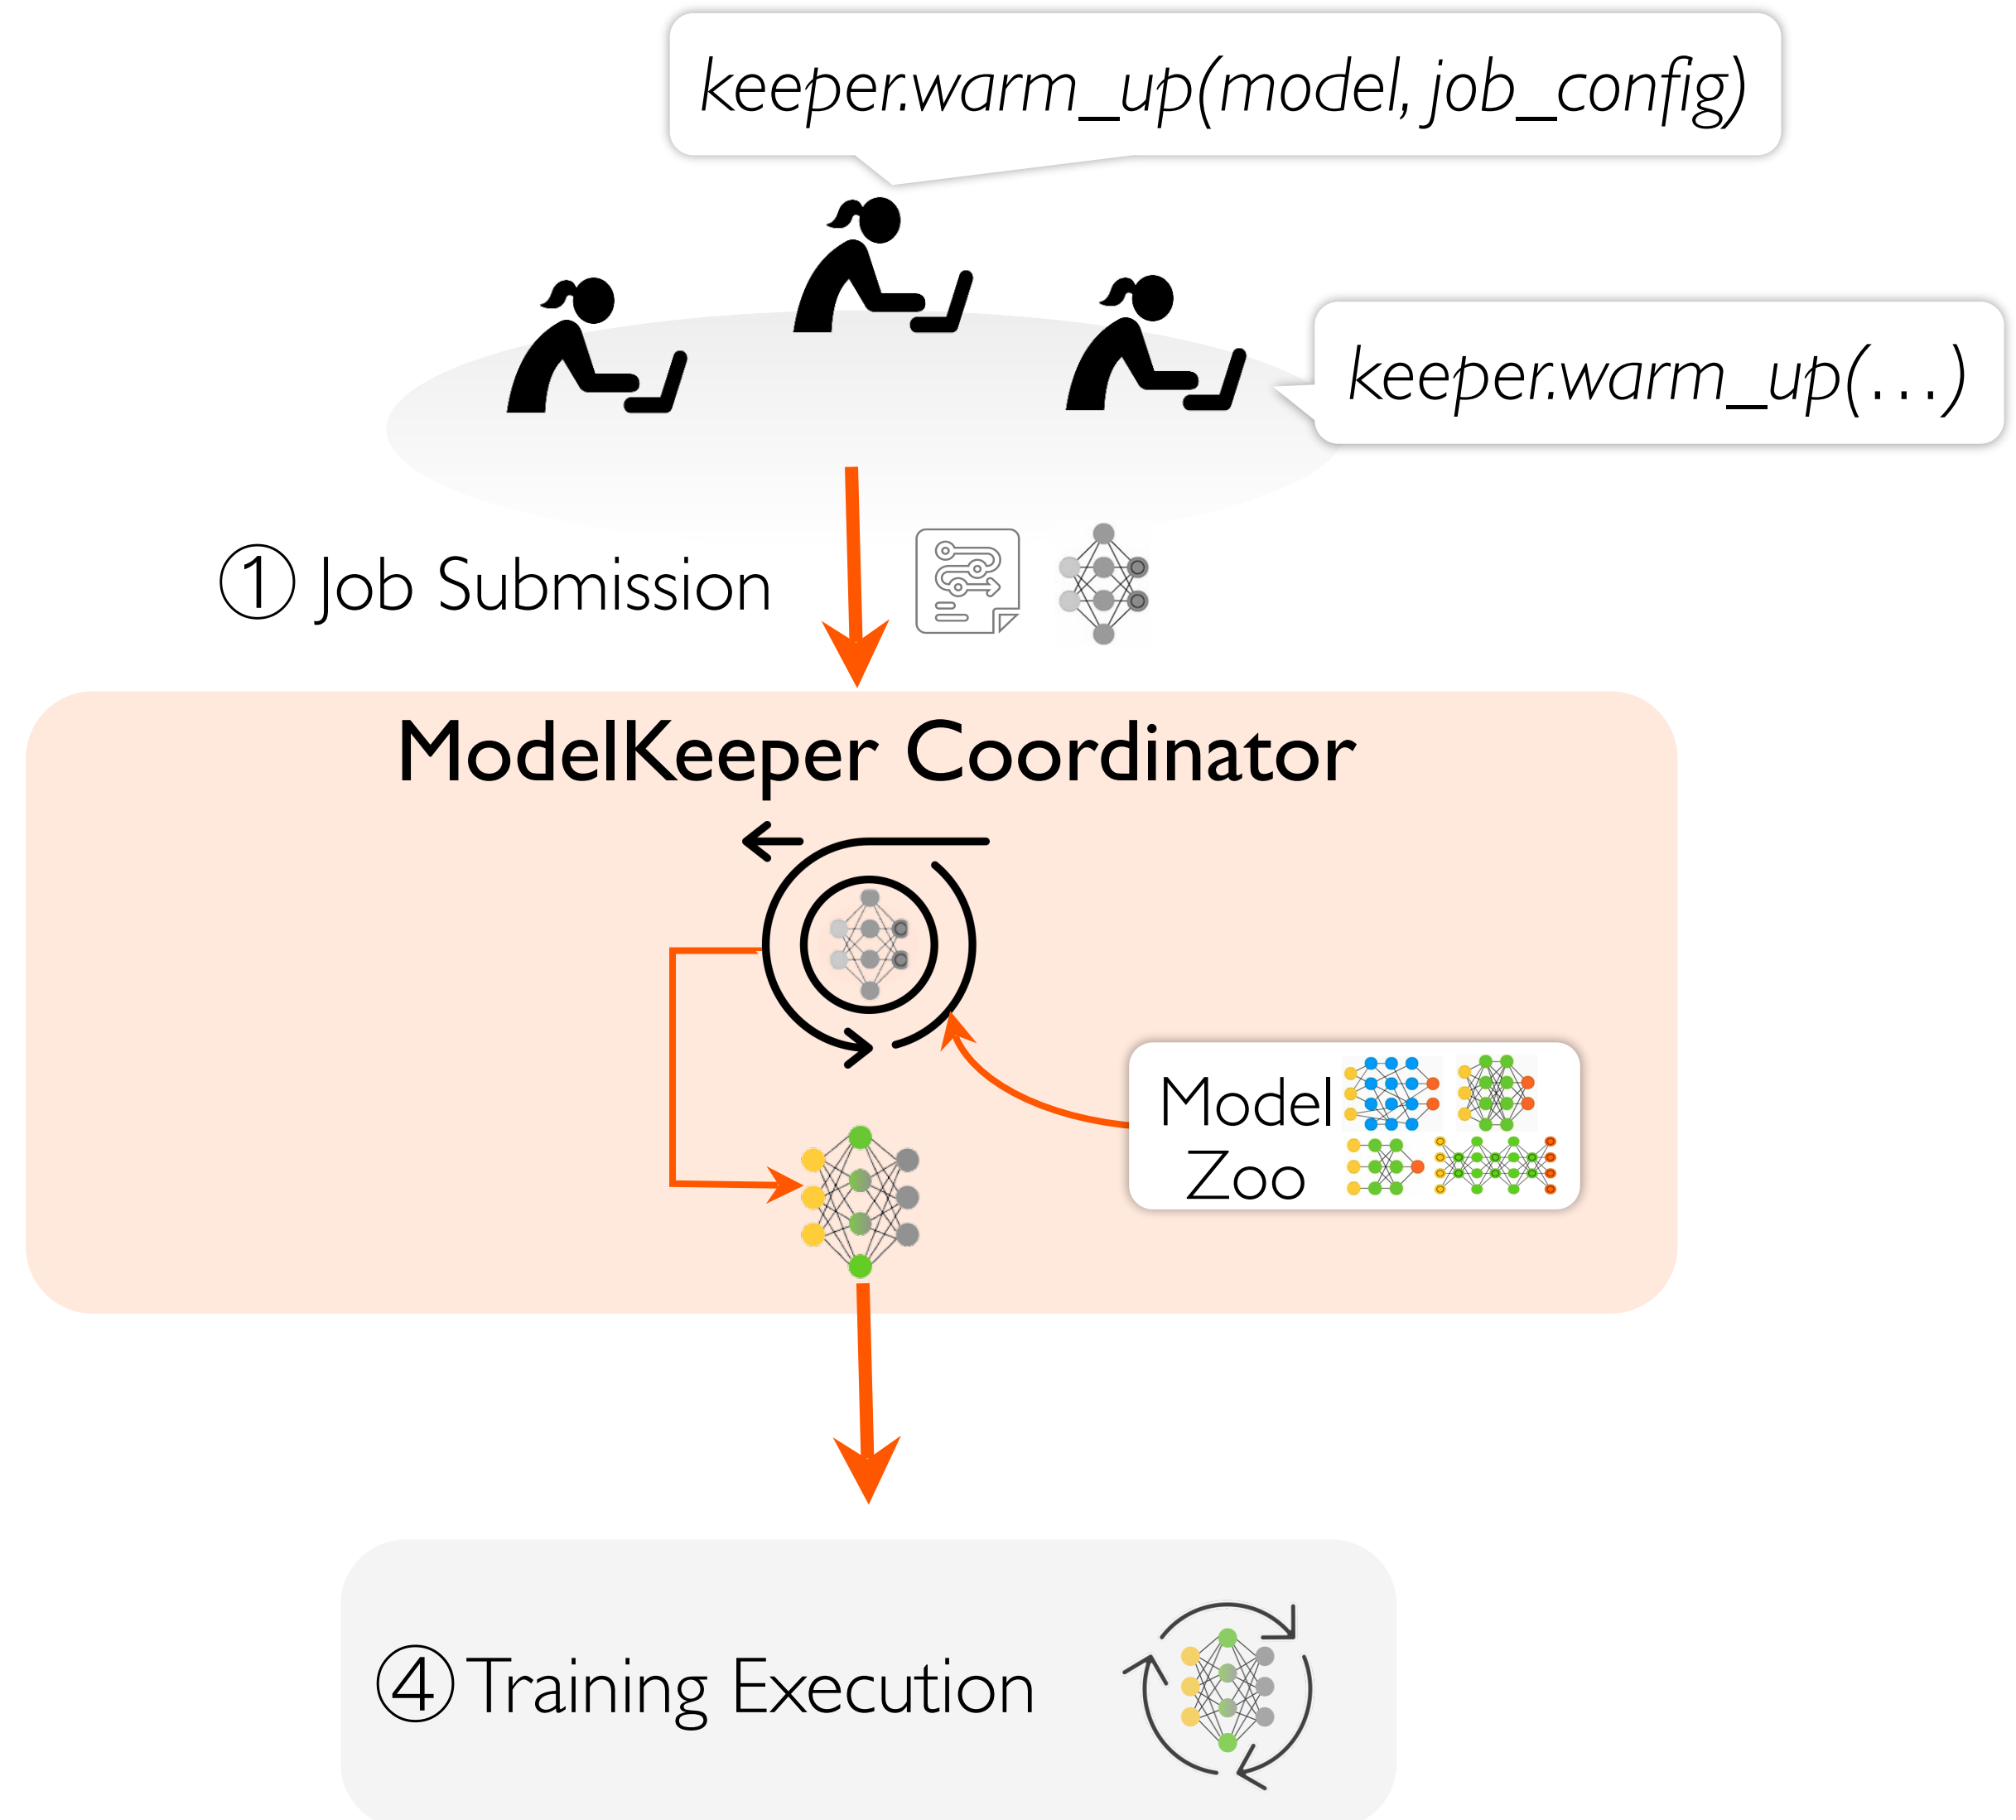 keeper.warm_up(model, job_config)
keeper.warm_up(...)
① Job Submission
ModelKeeper Coordinator
Model
Zoo
④ Training Execution